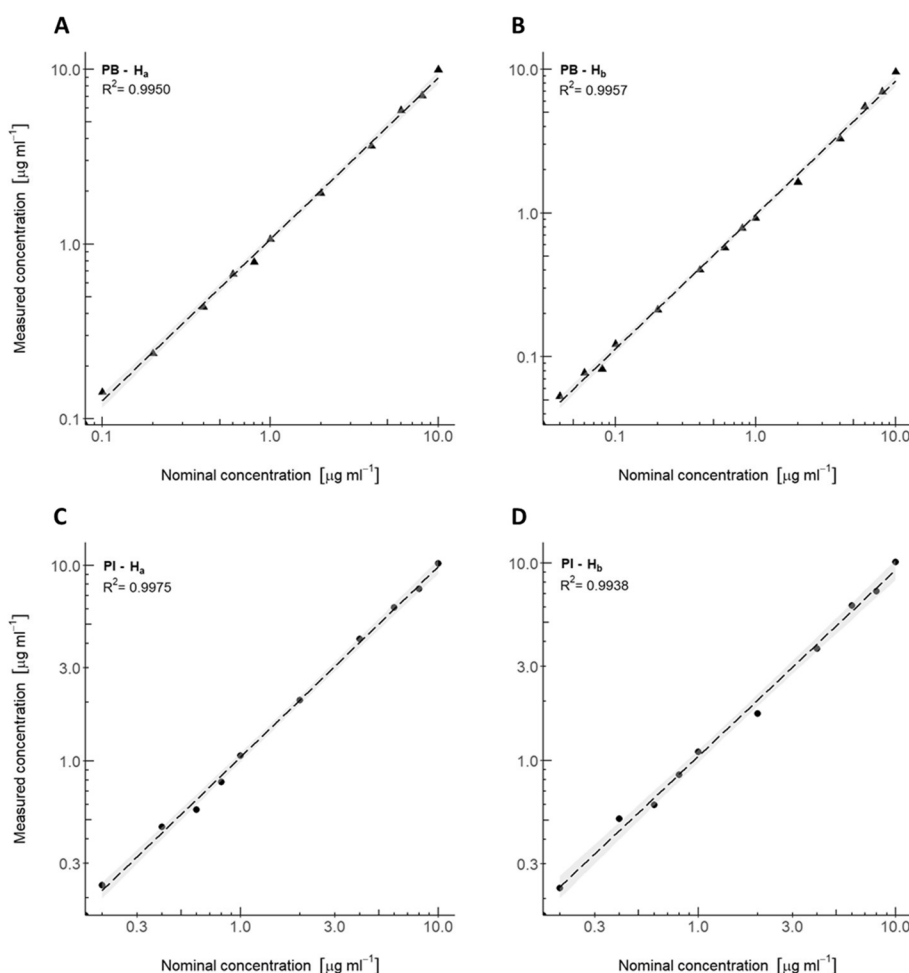 A
PB - Hₐ
R²= 0.9950
10.0
1.0
0.1
0.1 1.0 10.0
Measured concentration [μg ml⁻¹]
Nominal concentration [μg ml⁻¹]
B
PB - H_b
R²= 0.9957
10.0
1.0
0.1
0.1 1.0 10.0
Nominal concentration [μg ml⁻¹]
C
PI - Hₐ
R²= 0.9975
10.0
3.0
1.0
0.3
0.3 1.0 3.0 10.0
Measured concentration [μg ml⁻¹]
Nominal concentration [μg ml⁻¹]
D
PI - H_b
R²= 0.9938
10.0
3.0
1.0
0.3
0.3 1.0 3.0 10.0
Nominal concentration [μg ml⁻¹]